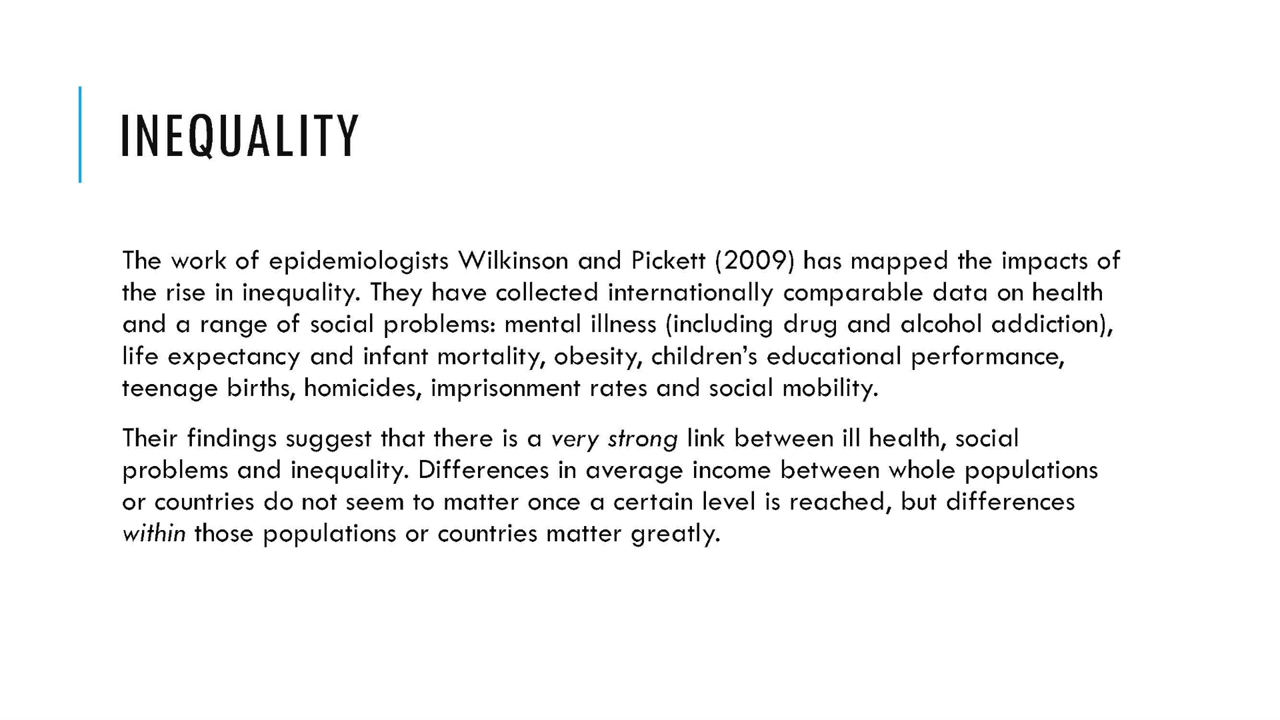 INEQUALITY
The work of epidemiologists Wilkinson and Pickett (2009) has mapped the impacts of
the rise in inequality. They have collected internationally comparable data on health
and a range of social problems: mental illness (including drug and alcohol addiction),
life expectancy and infant mortality, obesity, children’s educational performance,
teenage births, homicides, imprisonment rates and social mobility.
Their findings suggest that there is a very strong link between ill health, social
problems and inequality. Differences in average income between whole populations
or countries do not seem to matter once a certain level is reached, but differences
within those populations or countries matter greatly.